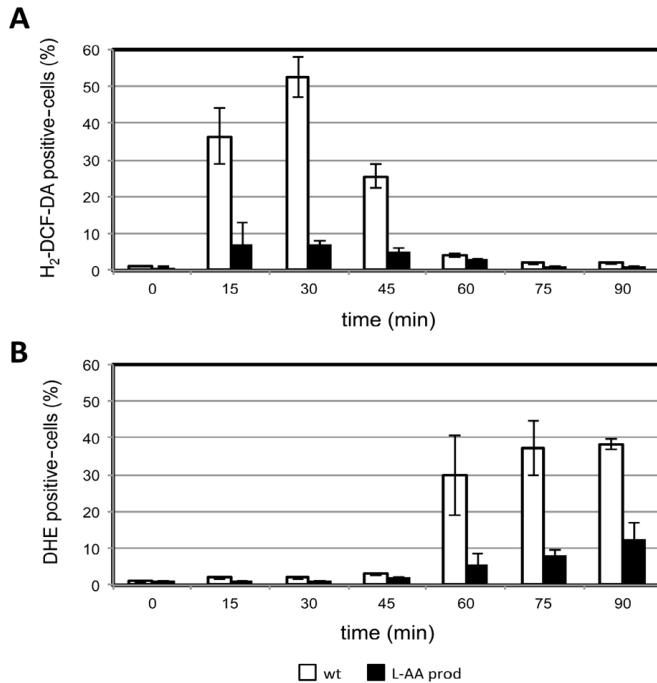 A
H₂-DCF-DA positive-cells (%)
60
50
40
30
20
10
0
0 15 30 45 60 75 90
time (min)
B
DHE positive-cells (%)
60
50
40
30
20
10
0
0 15 30 45 60 75 90
time (min)
wt L-AA prod